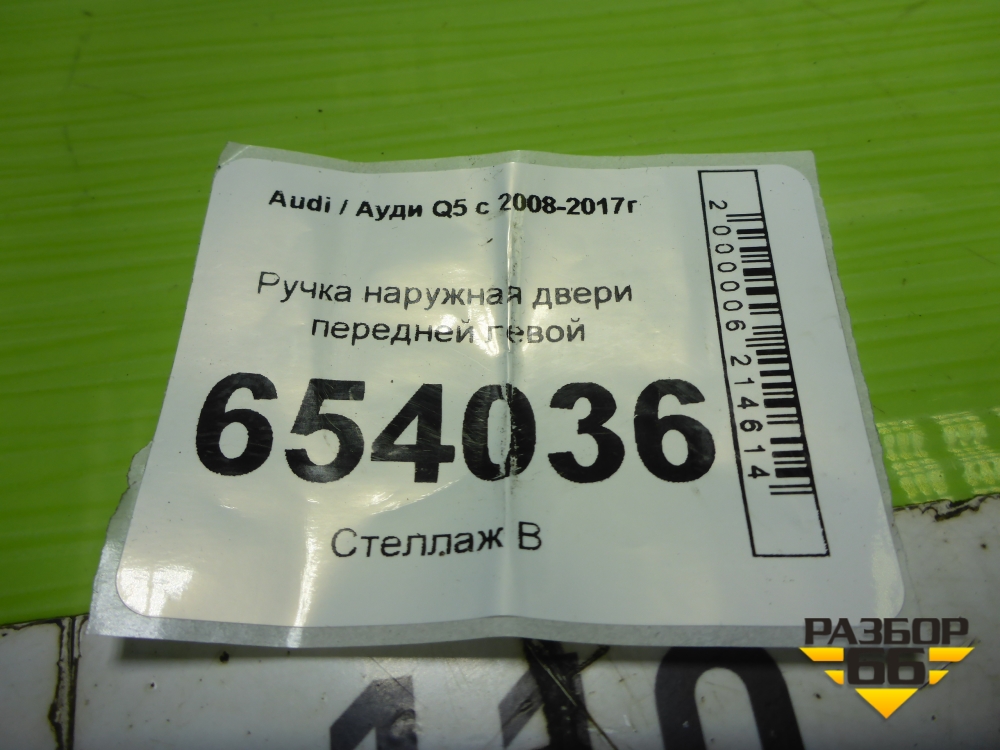 Audi / Ауди Q5 с 2008-2017г
Ручка наружная двери
передней левой
654036
Стеллаж В
2000006214614
РАЗБОР
66